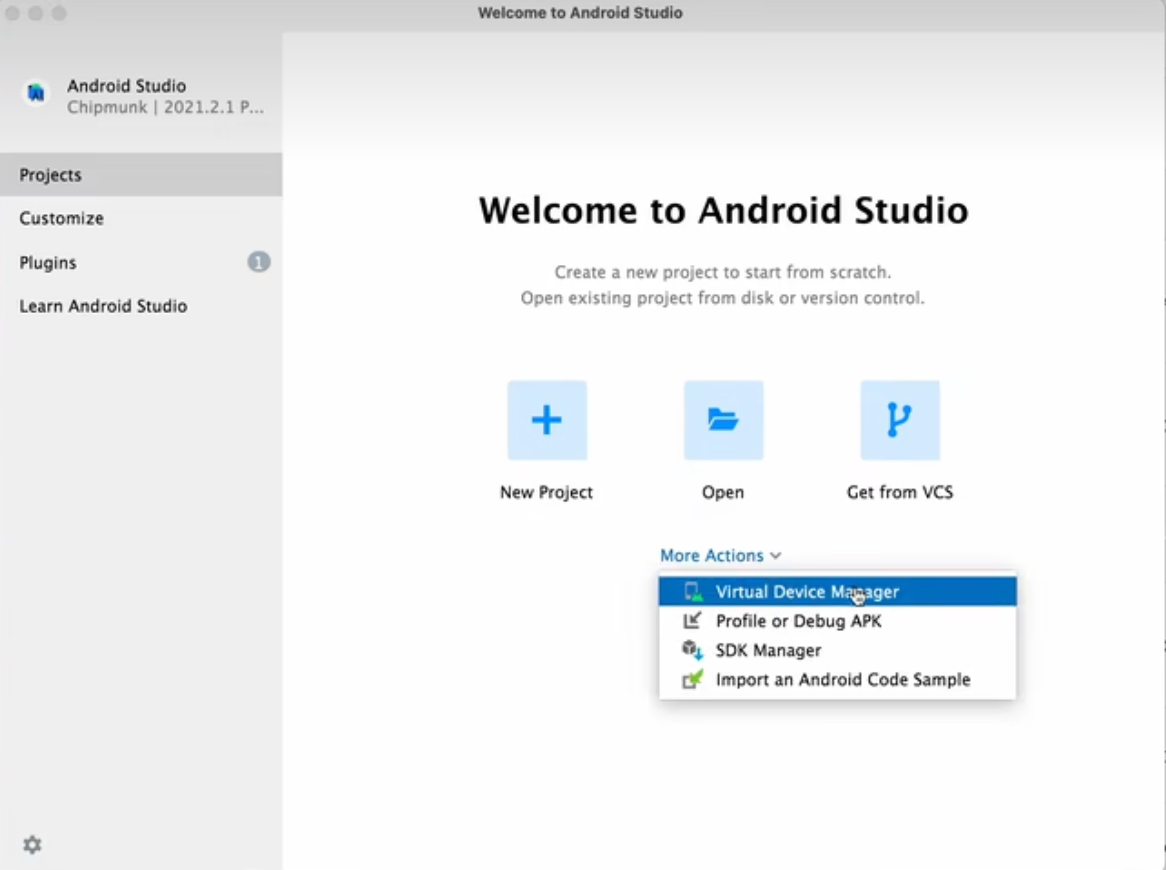 Welcome to Android Studio
Android Studio
Chipmunk | 2021.2.1 P...
Projects
Customize
Plugins 1
Learn Android Studio
Welcome to Android Studio
Create a new project to start from scratch.
Open existing project from disk or version control.
New Project
Open
Get from VCS
More Actions
Virtual Device Manager
Profile or Debug APK
SDK Manager
Import an Android Code Sample